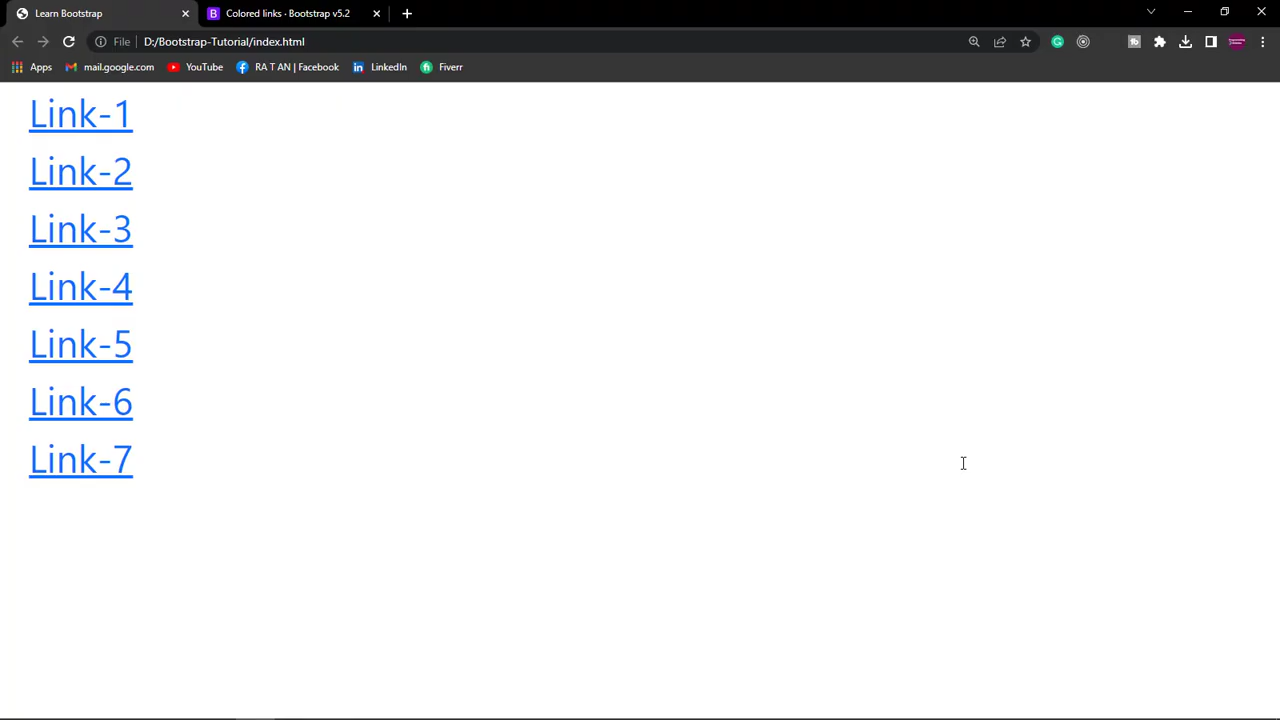 Learn Bootstrap
Colored links · Bootstrap v5.2
File D:/Bootstrap-Tutorial/index.html
Apps mail.google.com YouTube RA T AN | Facebook LinkedIn Fiverr
Link-1
Link-2
Link-3
Link-4
Link-5
Link-6
Link-7